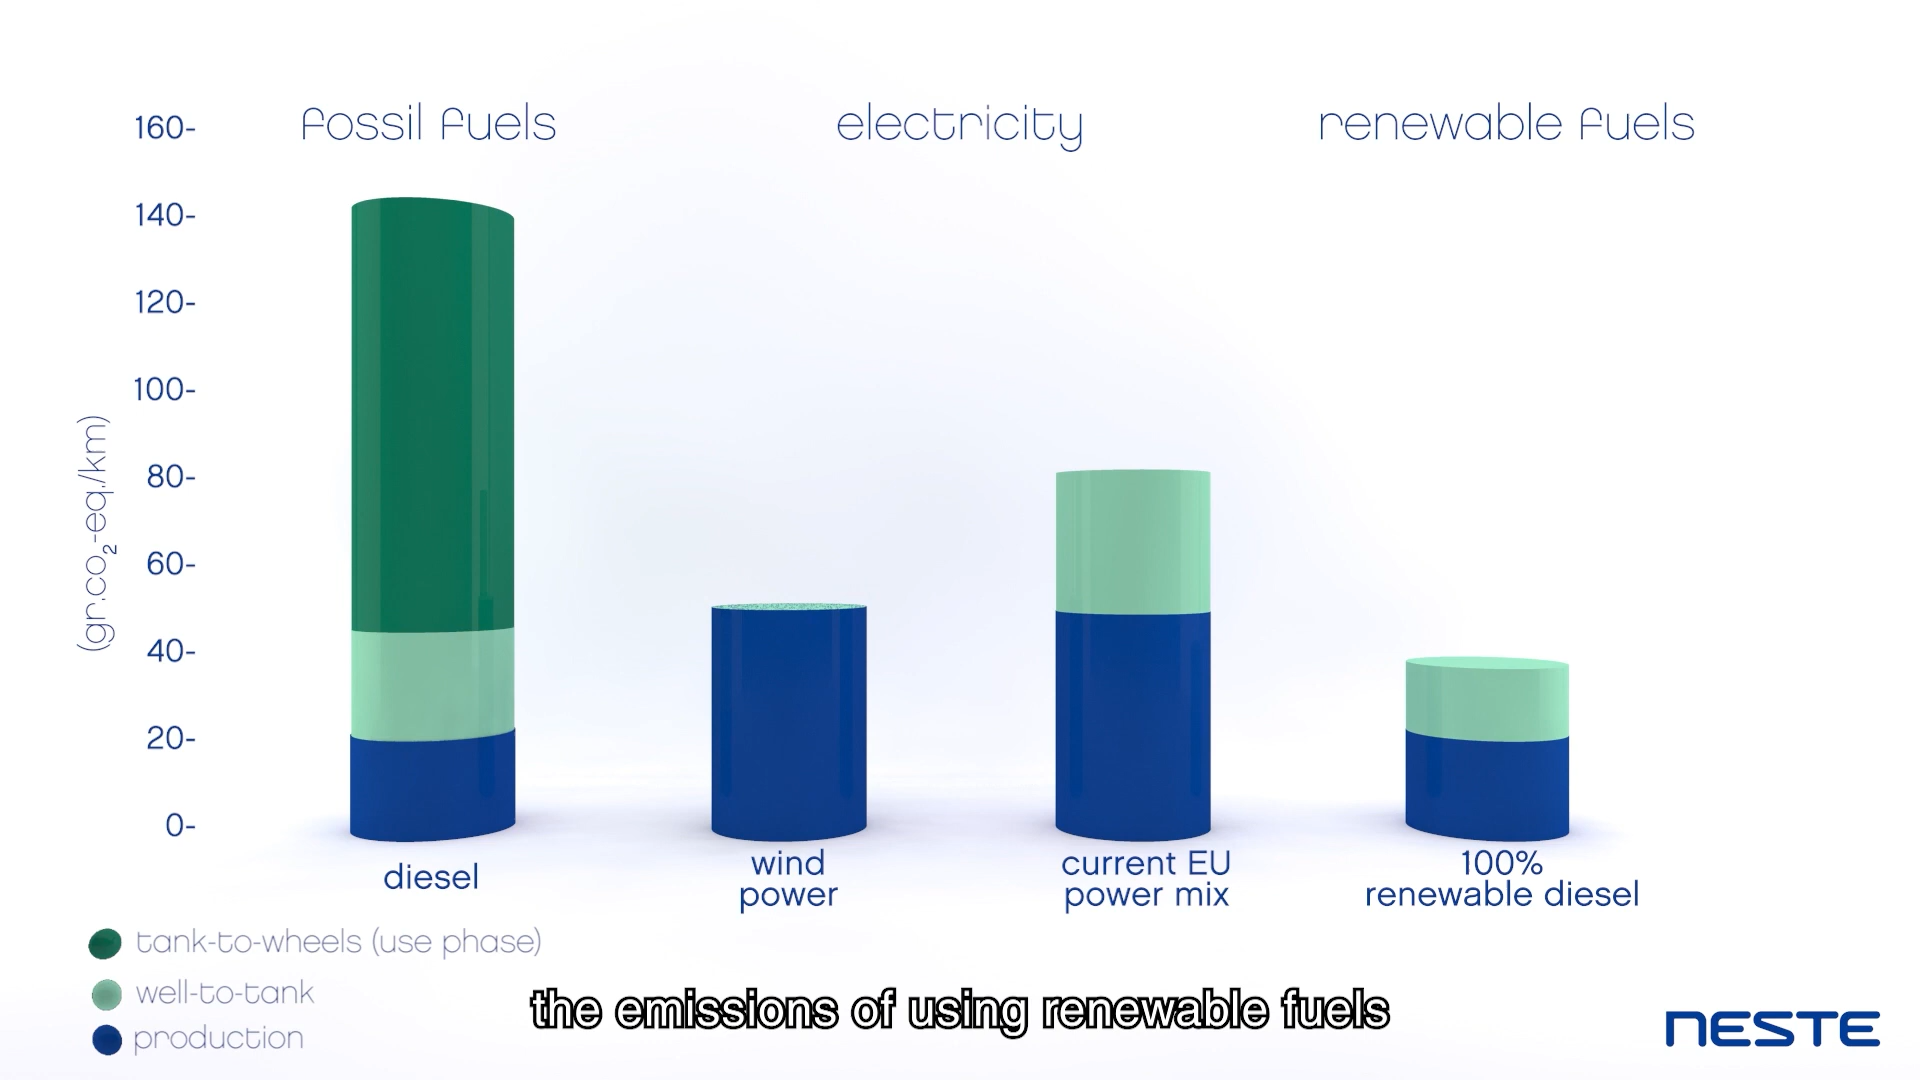 fossil fuels
electricity
renewable fuels
160-
140-
120-
100-
80-
60-
40-
20-
0-
(gr.co₂-eq./km)
diesel
wind
power
current EU
power mix
100%
renewable diesel
tank-to-wheels (use phase)
well-to-tank
production
the emissions of using renewable fuels
NESTE